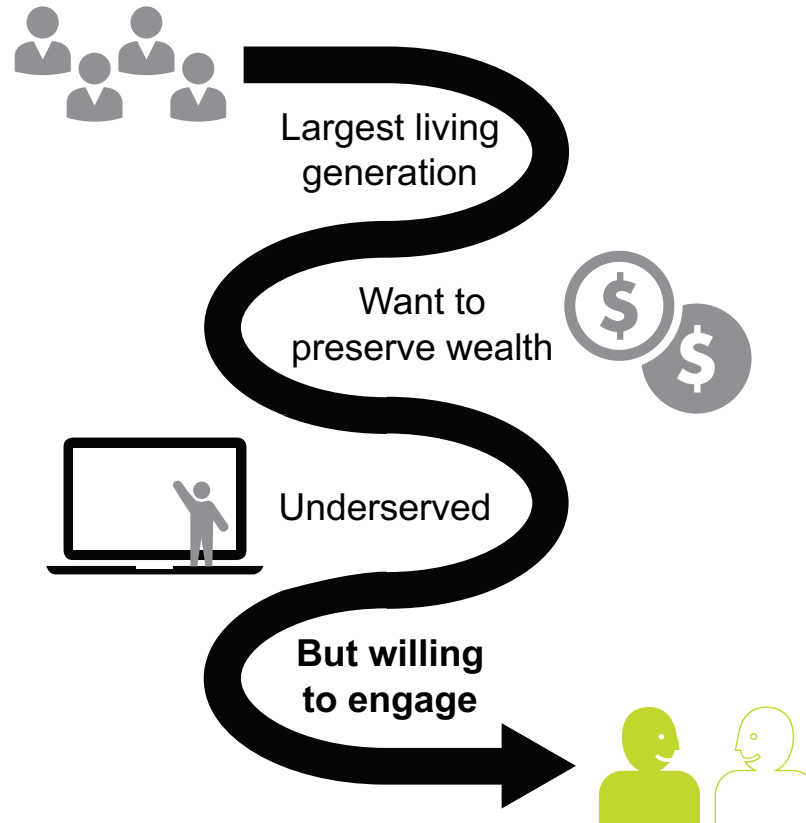 Largest living
generation
$
$
Want to
preserve wealth
Underserved
But willing
to engage